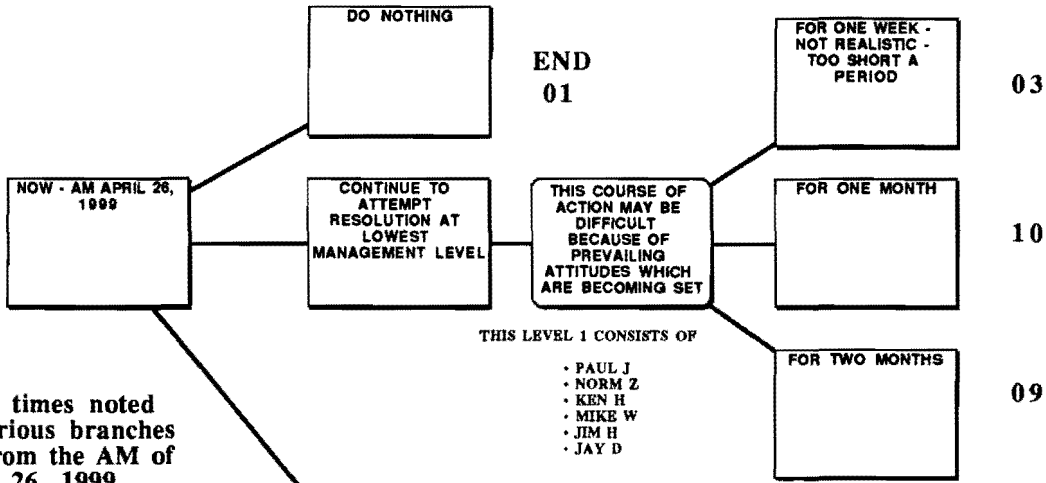 DO NOTHING
END
01
FOR ONE WEEK -
NOT REALISTIC -
TOO SHORT A
PERIOD
03
NOW - AM APRIL 26,
1999
CONTINUE TO
ATTEMPT
RESOLUTION AT
LOWEST
MANAGEMENT LEVEL
THIS COURSE OF
ACTION MAY BE
DIFFICULT
BECAUSE OF
PREVAILING
ATTITUDES WHICH
ARE BECOMING SET
FOR ONE MONTH
10
THIS LEVEL 1 CONSISTS OF
• PAUL J
• NORM Z
• KEN H
• MIKE W
• JIM H
• JAY D
FOR TWO MONTHS
09
times noted
rious branches
rom the AM of
26, 1999